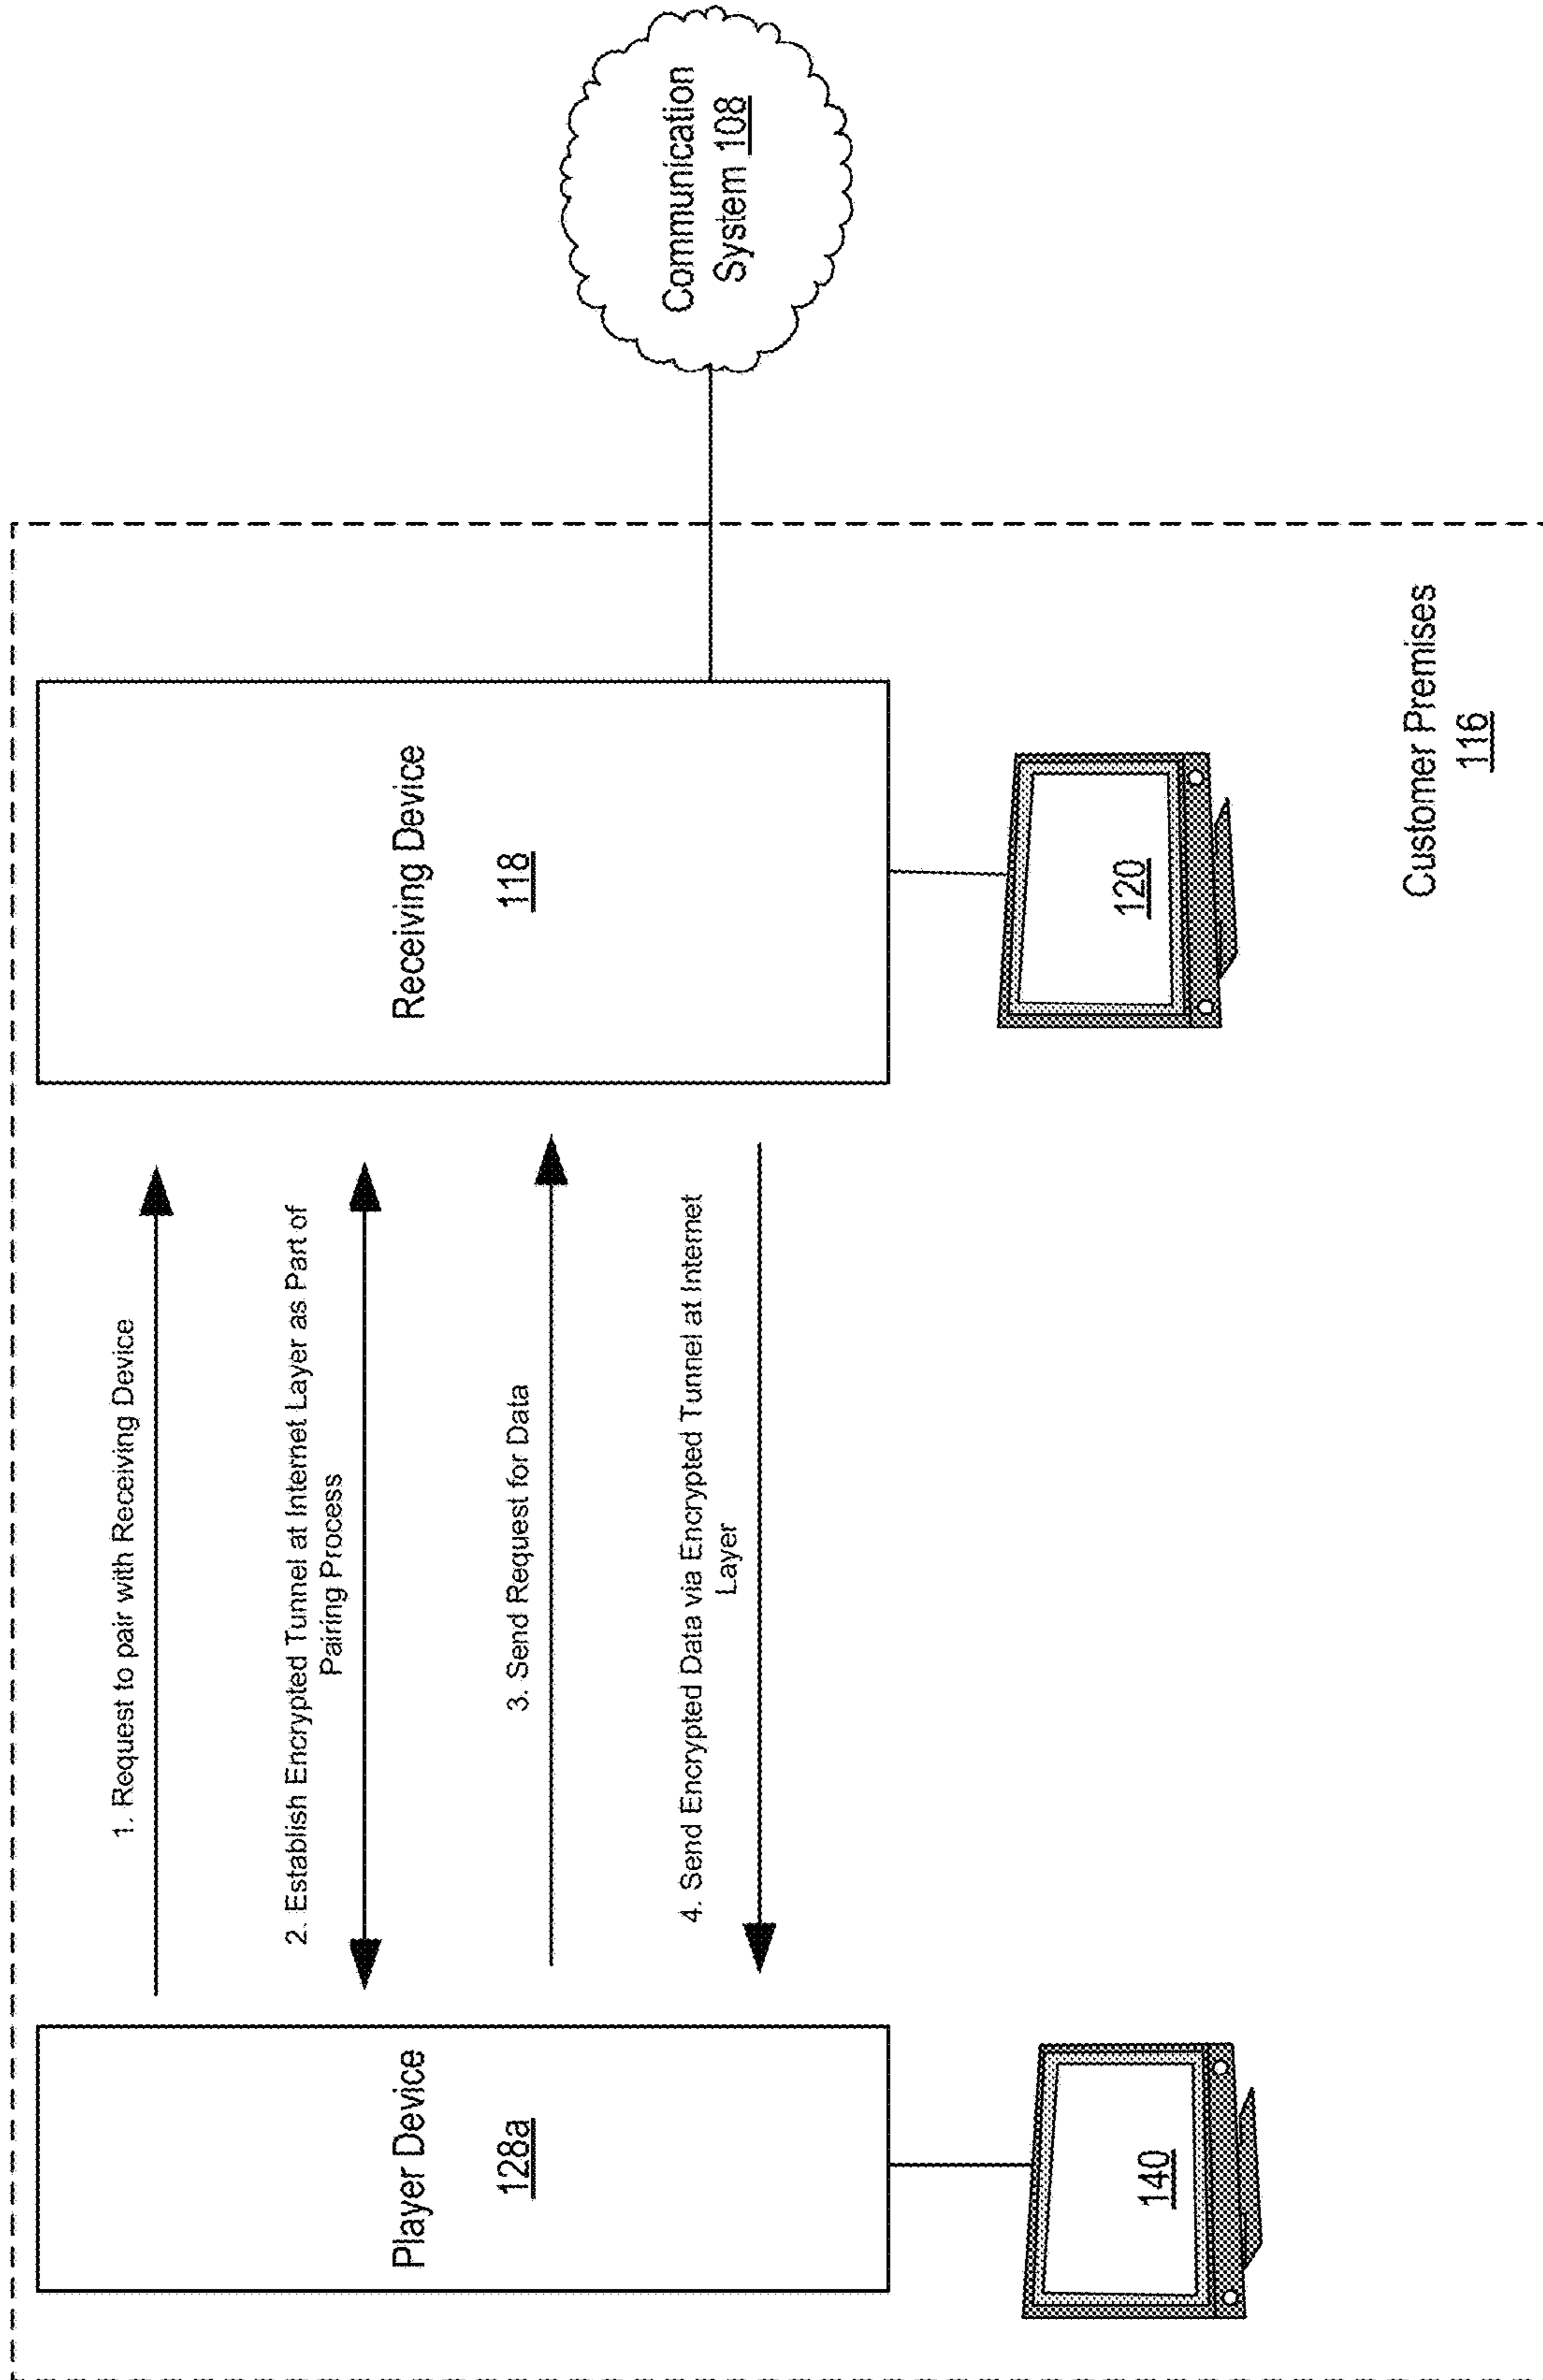 Player Device
128a
140
1. Request to pair with Receiving Device
2. Establish Encrypted Tunnel at Internet Layer as Part of
Pairing Process
3. Send Request for Data
4. Send Encrypted Data via Encrypted Tunnel at Internet
Layer
Receiving Device
118
120
Customer Premises
116
Communication
System 108